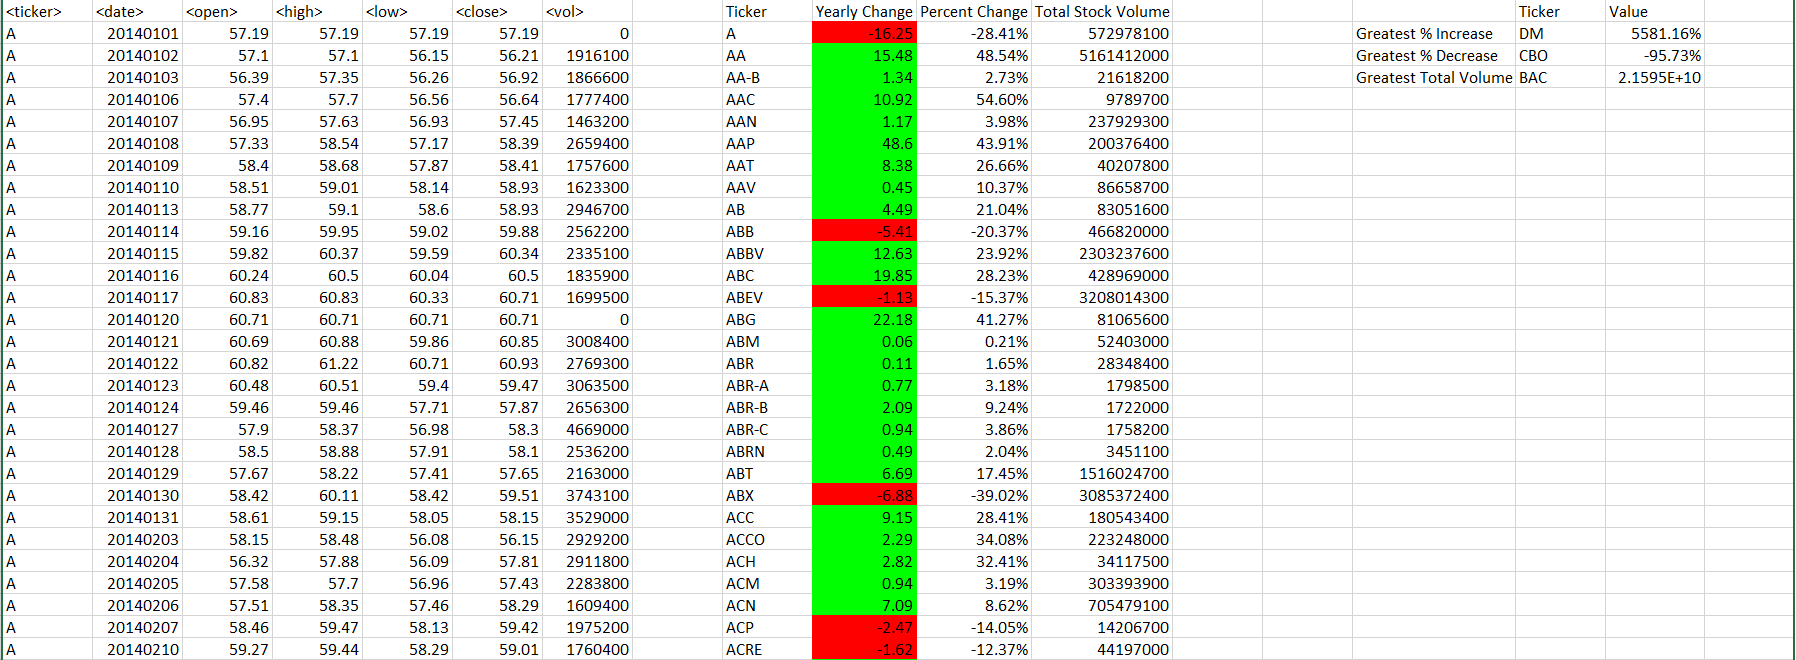 <ticker> <date> <open> <high> <low> <close> <vol> Ticker Yearly Change Percent Change Total Stock Volume Ticker Value
A 20140101 57.19 57.19 57.19 57.19 0 A -16.25 -28.41% 572978100 Greatest % Increase DM 5581.16%
A 20140102 57.1 57.1 56.15 56.21 1916100 AA 15.48 48.54% 5161412000 Greatest % Decrease CBO -95.73%
A 20140103 56.39 57.35 56.26 56.92 1866600 AA-B 1.34 2.73% 21618200 Greatest Total Volume BAC 2.1595E+10
A 20140106 57.4 57.7 56.56 56.64 1777400 AAC 10.92 54.60% 9789700
A 20140107 56.95 57.63 56.93 57.45 1463200 AAN 1.17 3.98% 237929300
A 20140108 57.33 58.54 57.17 58.39 2659400 AAP 48.6 43.91% 200376400
A 20140109 58.4 58.68 57.87 58.41 1757600 AAT 8.38 26.66% 40207800
A 20140110 58.51 59.01 58.14 58.93 1623300 AAV 0.45 10.37% 86658700
A 20140113 58.77 59.1 58.6 58.93 2946700 AB 4.49 21.04% 83051600
A 20140114 59.16 59.95 59.02 59.88 2562200 ABB -5.41 -20.37% 466820000
A 20140115 59.82 60.37 59.59 60.34 2335100 ABBV 12.63 23.92% 2303237600
A 20140116 60.24 60.5 60.04 60.5 1835900 ABC 19.85 28.23% 428969000
A 20140117 60.83 60.83 60.33 60.71 1699500 ABEV -1.13 -15.37% 3208014300
A 20140120 60.71 60.71 60.71 60.71 0 ABG 22.18 41.27% 81065600
A 20140121 60.69 60.88 59.86 60.85 3008400 ABM 0.06 0.21% 52403000
A 20140122 60.82 61.22 60.71 60.93 2769300 ABR 0.11 1.65% 28348400
A 20140123 60.48 60.51 59.4 59.47 3063500 ABR-A 0.77 3.18% 1798500
A 20140124 59.46 59.46 57.71 57.87 2656300 ABR-B 2.09 9.24% 1722000
A 20140127 57.9 58.37 56.98 58.3 4669000 ABR-C 0.94 3.86% 1758200
A 20140128 58.5 58.88 57.91 58.1 2536200 ABRN 0.49 2.04% 3451100
A 20140129 57.67 58.22 57.41 57.65 2163000 ABT 6.69 17.45% 1516024700
A 20140130 58.42 60.11 58.42 59.51 3743100 ABX -6.88 -39.02% 3085372400
A 20140131 58.61 59.15 58.05 58.15 3529000 ACC 9.15 28.41% 180543400
A 20140203 58.15 58.48 56.08 56.15 2929200 ACCO 2.29 34.08% 223248000
A 20140204 56.32 57.88 56.09 57.81 2911800 ACH 2.82 32.41% 34117500
A 20140205 57.58 57.7 56.96 57.43 2283800 ACM 0.94 3.19% 303393900
A 20140206 57.51 58.35 57.46 58.29 1609400 ACN 7.09 8.62% 705479100
A 20140207 58.46 59.47 58.13 59.42 1975200 ACP -2.47 -14.05% 14206700
A 20140210 59.27 59.44 58.29 59.01 1760400 ACRE -1.62 -12.37% 44197000